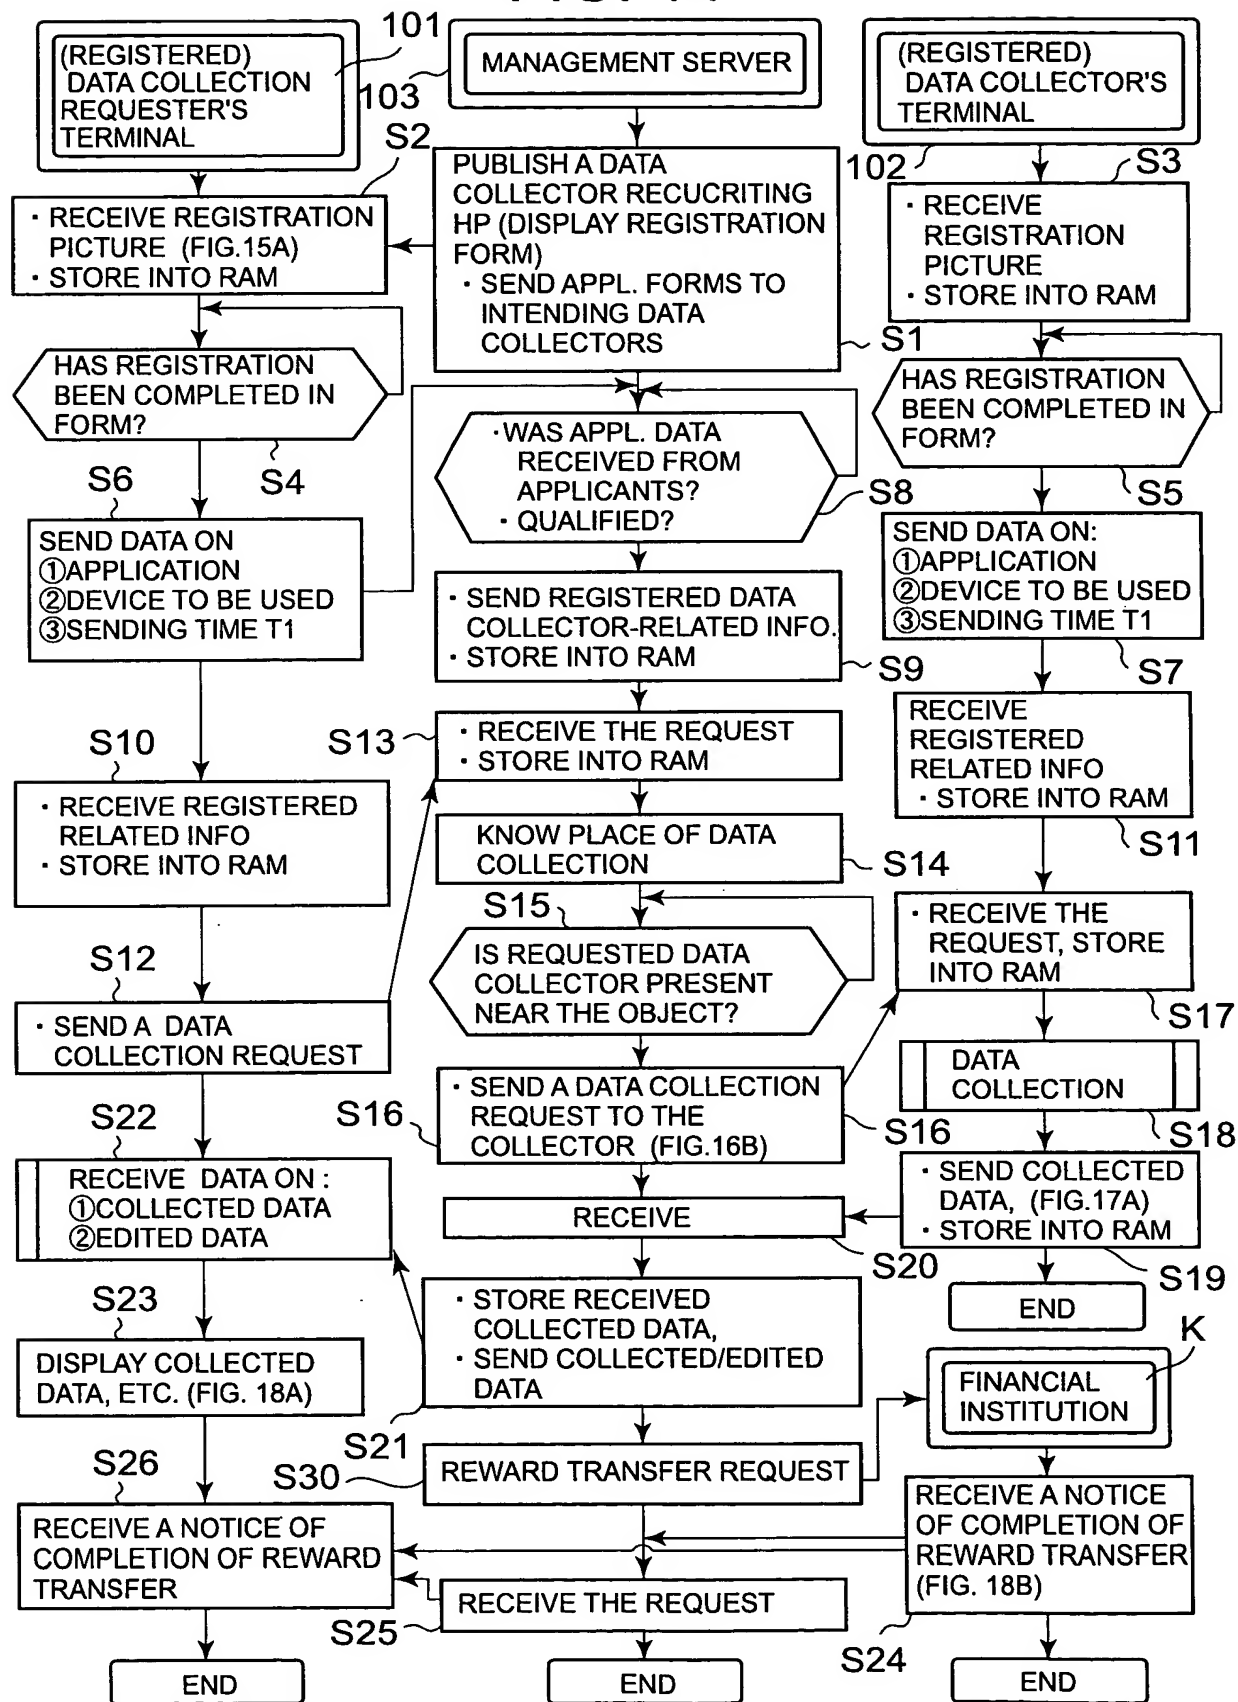 101
(REGISTERED)
DATA COLLECTION
REQUESTER'S
TERMINAL
S2
· RECEIVE REGISTRATION
PICTURE (FIG.15A)
· STORE INTO RAM
HAS REGISTRATION
BEEN COMPLETED IN
FORM?
S4
S6
SEND DATA ON
①APPLICATION
②DEVICE TO BE USED
③SENDING TIME T1
S10
· RECEIVE REGISTERED
RELATED INFO
· STORE INTO RAM
S12
· SEND A DATA
COLLECTION REQUEST
S22
RECEIVE DATA ON :
①COLLECTED DATA
②EDITED DATA
S23
DISPLAY COLLECTED
DATA, ETC. (FIG. 18A)
S26
RECEIVE A NOTICE OF
COMPLETION OF REWARD
TRANSFER
END
103
MANAGEMENT SERVER
PUBLISH A DATA
COLLECTOR RECUCRITING
HP (DISPLAY REGISTRATION
FORM)
· SEND APPL. FORMS TO
INTENDING DATA
COLLECTORS
S1
·WAS APPL. DATA
RECEIVED FROM
APPLICANTS?
· QUALIFIED?
S8
· SEND REGISTERED DATA
COLLECTOR-RELATED INFO.
· STORE INTO RAM
S9
S13
· RECEIVE THE REQUEST
· STORE INTO RAM
KNOW PLACE OF DATA
COLLECTION
S14
S15
IS REQUESTED DATA
COLLECTOR PRESENT
NEAR THE OBJECT?
S16
· SEND A DATA COLLECTION
REQUEST TO THE
COLLECTOR (FIG.16B)
S16
RECEIVE
S20
· STORE RECEIVED
COLLECTED DATA,
· SEND COLLECTED/EDITED
DATA
S21
S30
REWARD TRANSFER REQUEST
RECEIVE THE REQUEST
S25
END
(REGISTERED)
DATA COLLECTOR'S
TERMINAL
102
S3
· RECEIVE
REGISTRATION
PICTURE
· STORE INTO RAM
HAS REGISTRATION
BEEN COMPLETED IN
FORM?
S5
SEND DATA ON:
①APPLICATION
②DEVICE TO BE USED
③SENDING TIME T1
S7
RECEIVE
REGISTERED
RELATED INFO
· STORE INTO RAM
S11
· RECEIVE THE
REQUEST, STORE
INTO RAM
S17
DATA
COLLECTION
S18
· SEND COLLECTED
DATA, (FIG.17A)
· STORE INTO RAM
S19
END
K
FINANCIAL
INSTITUTION
RECEIVE A NOTICE
OF COMPLETION OF
REWARD TRANSFER
(FIG. 18B)
S24
END